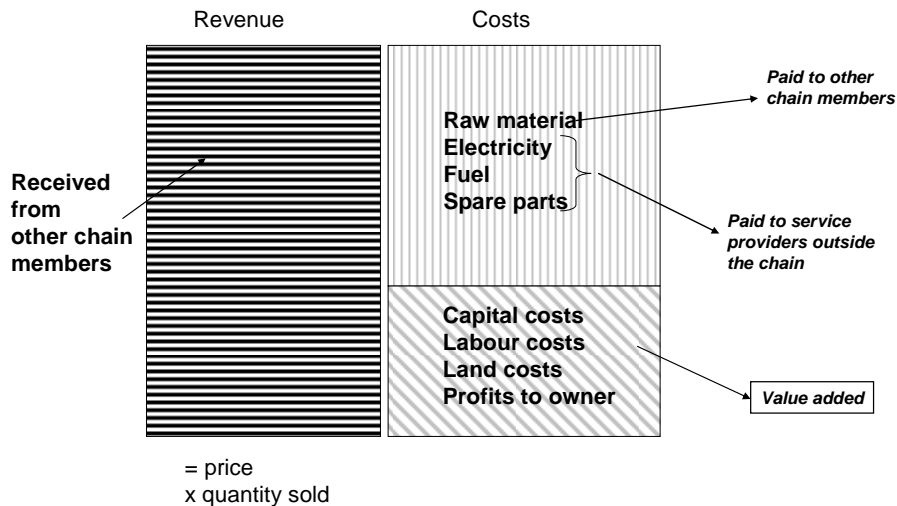 Revenue
Costs
Paid to other
chain members
Raw material
Electricity
Fuel
Spare parts
Received
from
other chain
members
Paid to service
providers outside
the chain
Capital costs
Labour costs
Land costs
Profits to owner
Value added
= price
x quantity sold